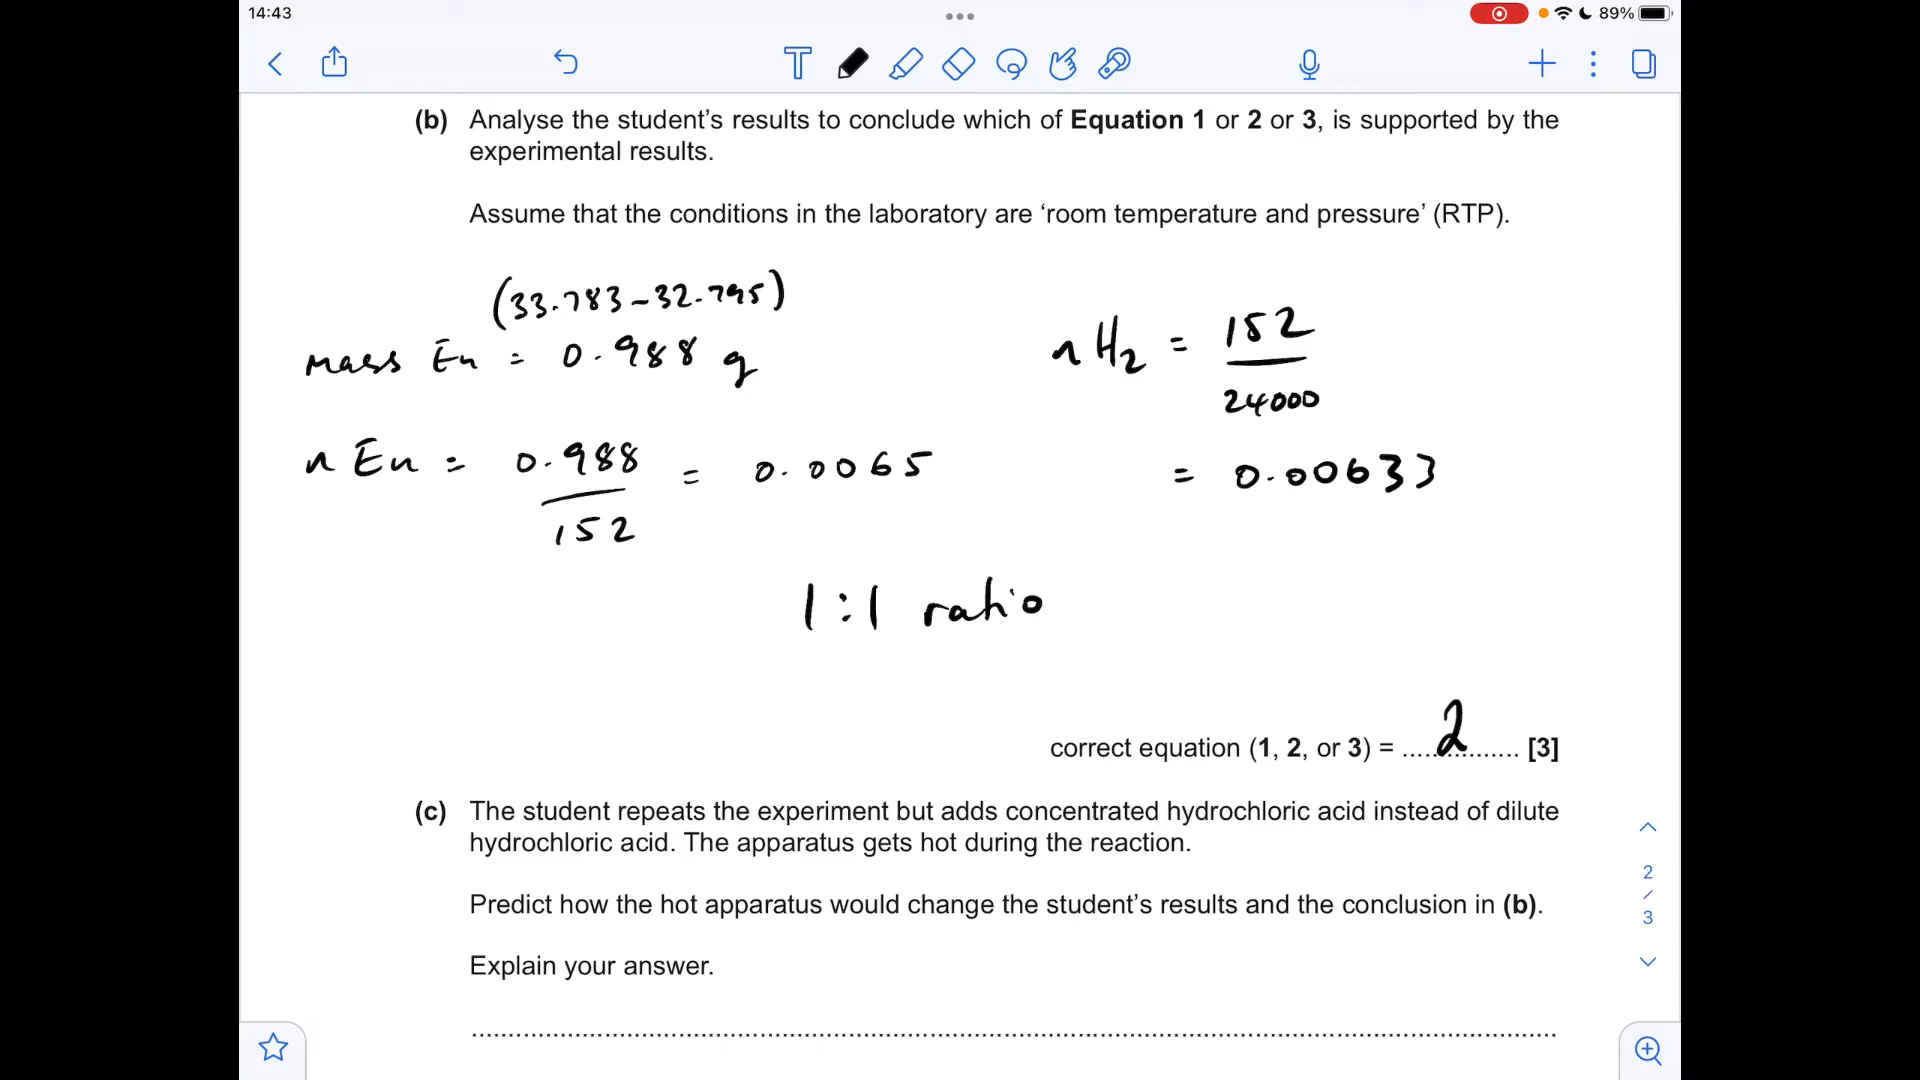 14:43
89%
(b) Analyse the student’s results to conclude which of Equation 1 or 2 or 3, is supported by the
experimental results.
Assume that the conditions in the laboratory are ‘room temperature and pressure’ (RTP).
(33.783-32.795)
mass Eu = 0.988 g
n H2 = 152
24000
n Eu = 0.988 = 0.0065
152
= 0.00633
1:1 ratio
correct equation (1, 2, or 3) = ......2......... [3]
(c) The student repeats the experiment but adds concentrated hydrochloric acid instead of dilute
hydrochloric acid. The apparatus gets hot during the reaction.
Predict how the hot apparatus would change the student’s results and the conclusion in (b).
Explain your answer.
2
/
3